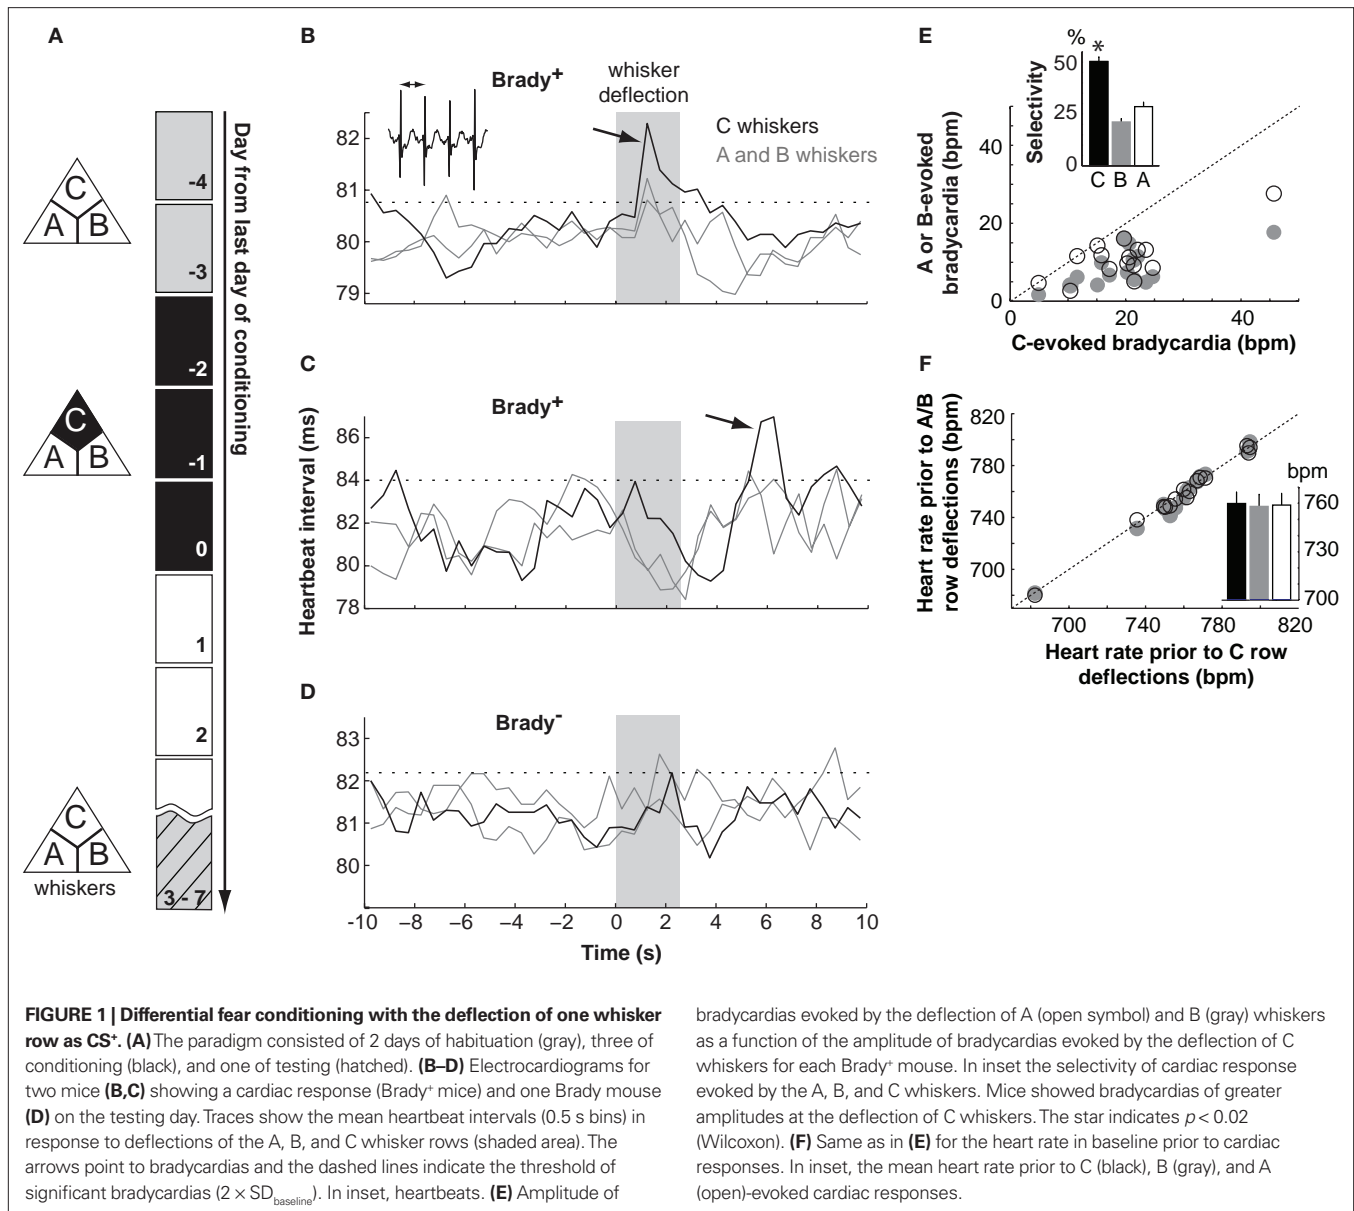 A
C
A B
C
A B
C
A B
whiskers
-4
-3
-2
-1
0
1
2
3 - 7
Day from last day of conditioning
B
Brady+
whisker
deflection
C whiskers
A and B whiskers
82
81
80
79
C
Brady+
Heartbeat interval (ms)
86
84
82
80
78
D
Brady-
83
82
81
80
-10 -8 −6 −4 −2 0 2 4 6 8 10
Time (s)
E
%
*
50
25
0
Selectivity
C B A
A or B-evoked
bradycardia (bpm)
40
20
0
0 20 40
C-evoked bradycardia (bpm)
F
Heart rate prior to A/B
row deflections (bpm)
820
780
740
700
bpm
760
730
700
700 740 780 820
Heart rate prior to C row
deflections (bpm)
FIGURE 1 | Differential fear conditioning with the deflection of one whisker
row as CS+. (A) The paradigm consisted of 2 days of habituation (gray), three of
conditioning (black), and one of testing (hatched). (B–D) Electrocardiograms for
two mice (B,C) showing a cardiac response (Brady+ mice) and one Brady mouse
(D) on the testing day. Traces show the mean heartbeat intervals (0.5 s bins) in
response to deflections of the A, B, and C whisker rows (shaded area). The
arrows point to bradycardias and the dashed lines indicate the threshold of
significant bradycardias (2 × SDbaseline). In inset, heartbeats. (E) Amplitude of
bradycardias evoked by the deflection of A (open symbol) and B (gray) whiskers
as a function of the amplitude of bradycardias evoked by the deflection of C
whiskers for each Brady+ mouse. In inset the selectivity of cardiac response
evoked by the A, B, and C whiskers. Mice showed bradycardias of greater
amplitudes at the deflection of C whiskers. The star indicates p < 0.02
(Wilcoxon). (F) Same as in (E) for the heart rate in baseline prior to cardiac
responses. In inset, the mean heart rate prior to C (black), B (gray), and A
(open)-evoked cardiac responses.